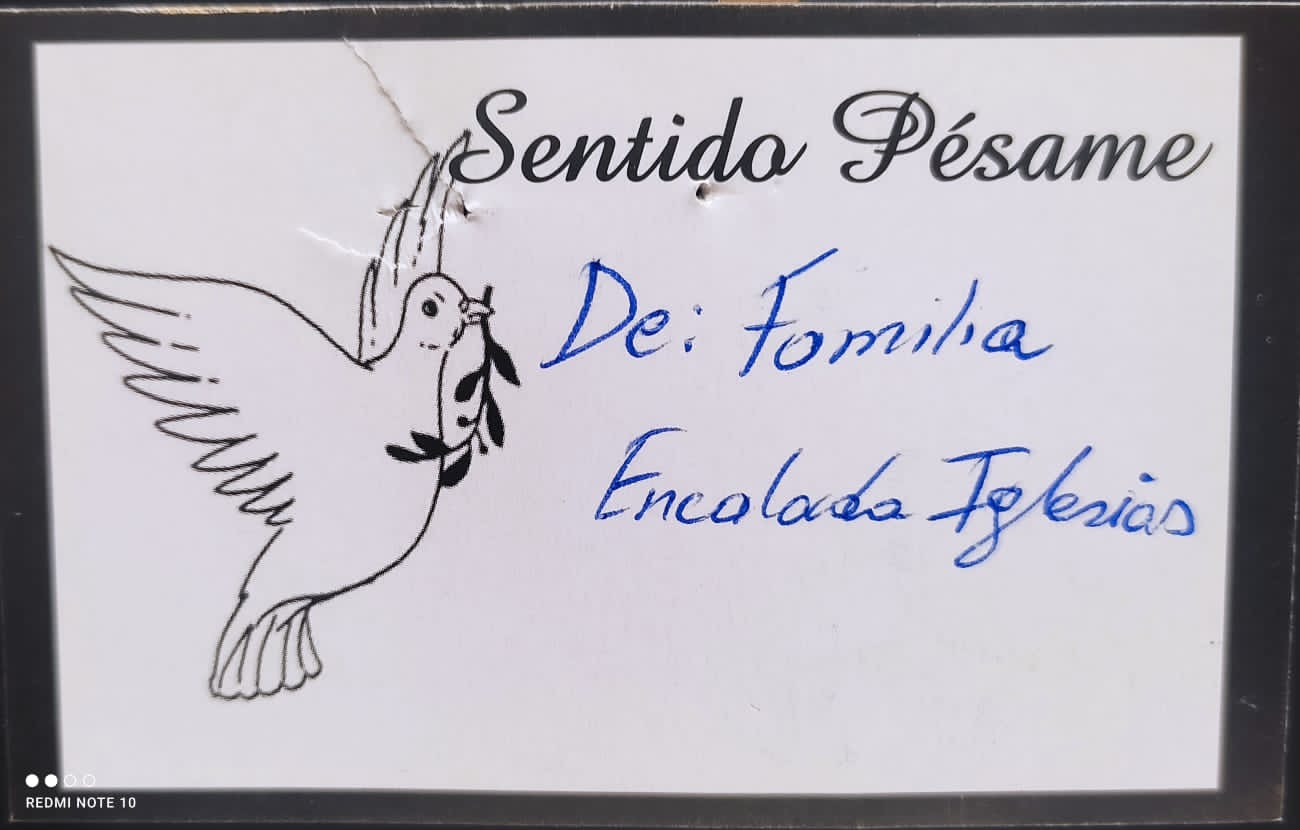 Sentido Pésame
De: Familia
Encalada Iglesias
REDMI NOTE 10